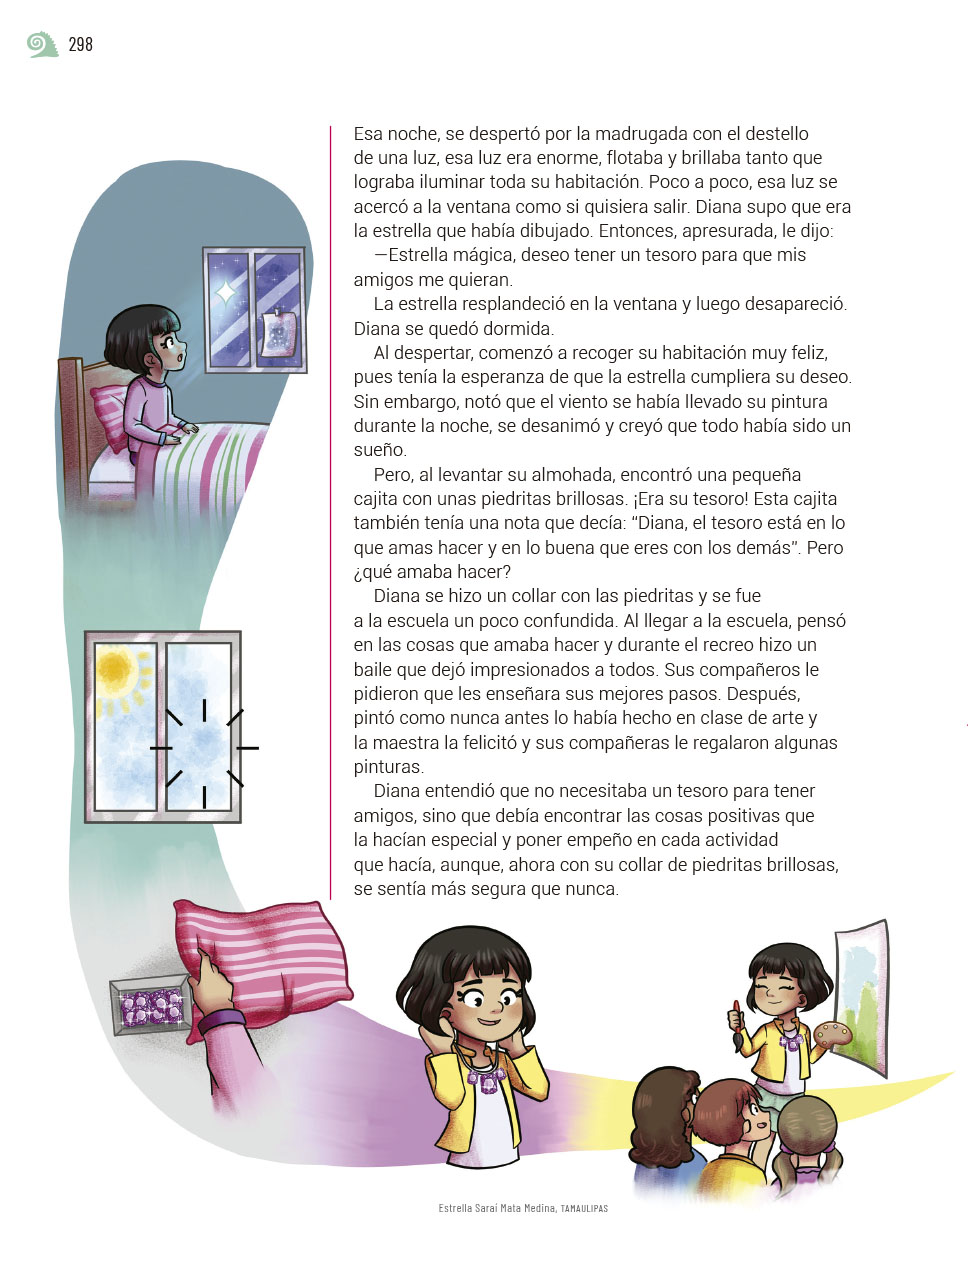 298
Esa noche, se despertó por la madrugada con el destello
de una luz, esa luz era enorme, flotaba y brillaba tanto que
lograba iluminar toda su habitación. Poco a poco, esa luz se
acercó a la ventana como si quisiera salir. Diana supo que era
la estrella que había dibujado. Entonces, apresurada, le dijo:
—Estrella mágica, deseo tener un tesoro para que mis
amigos me quieran.
La estrella resplandeció en la ventana y luego desapareció.
Diana se quedó dormida.
Al despertar, comenzó a recoger su habitación muy feliz,
pues tenía la esperanza de que la estrella cumpliera su deseo.
Sin embargo, notó que el viento se había llevado su pintura
durante la noche, se desanimó y creyó que todo había sido un
sueño.
Pero, al levantar su almohada, encontró una pequeña
cajita con unas piedritas brillosas. ¡Era su tesoro! Esta cajita
también tenía una nota que decía: “Diana, el tesoro está en lo
que amas hacer y en lo buena que eres con los demás”. Pero
¿qué amaba hacer?
Diana se hizo un collar con las piedritas y se fue
a la escuela un poco confundida. Al llegar a la escuela, pensó
en las cosas que amaba hacer y durante el recreo hizo un
baile que dejó impresionados a todos. Sus compañeros le
pidieron que les enseñara sus mejores pasos. Después,
pintó como nunca antes lo había hecho en clase de arte y
la maestra la felicitó y sus compañeras le regalaron algunas
pinturas.
Diana entendió que no necesitaba un tesoro para tener
amigos, sino que debía encontrar las cosas positivas que
la hacían especial y poner empeño en cada actividad
que hacía, aunque, ahora con su collar de piedritas brillosas,
se sentía más segura que nunca.
Estrella Saraí Mata Medina, TAMAULIPAS